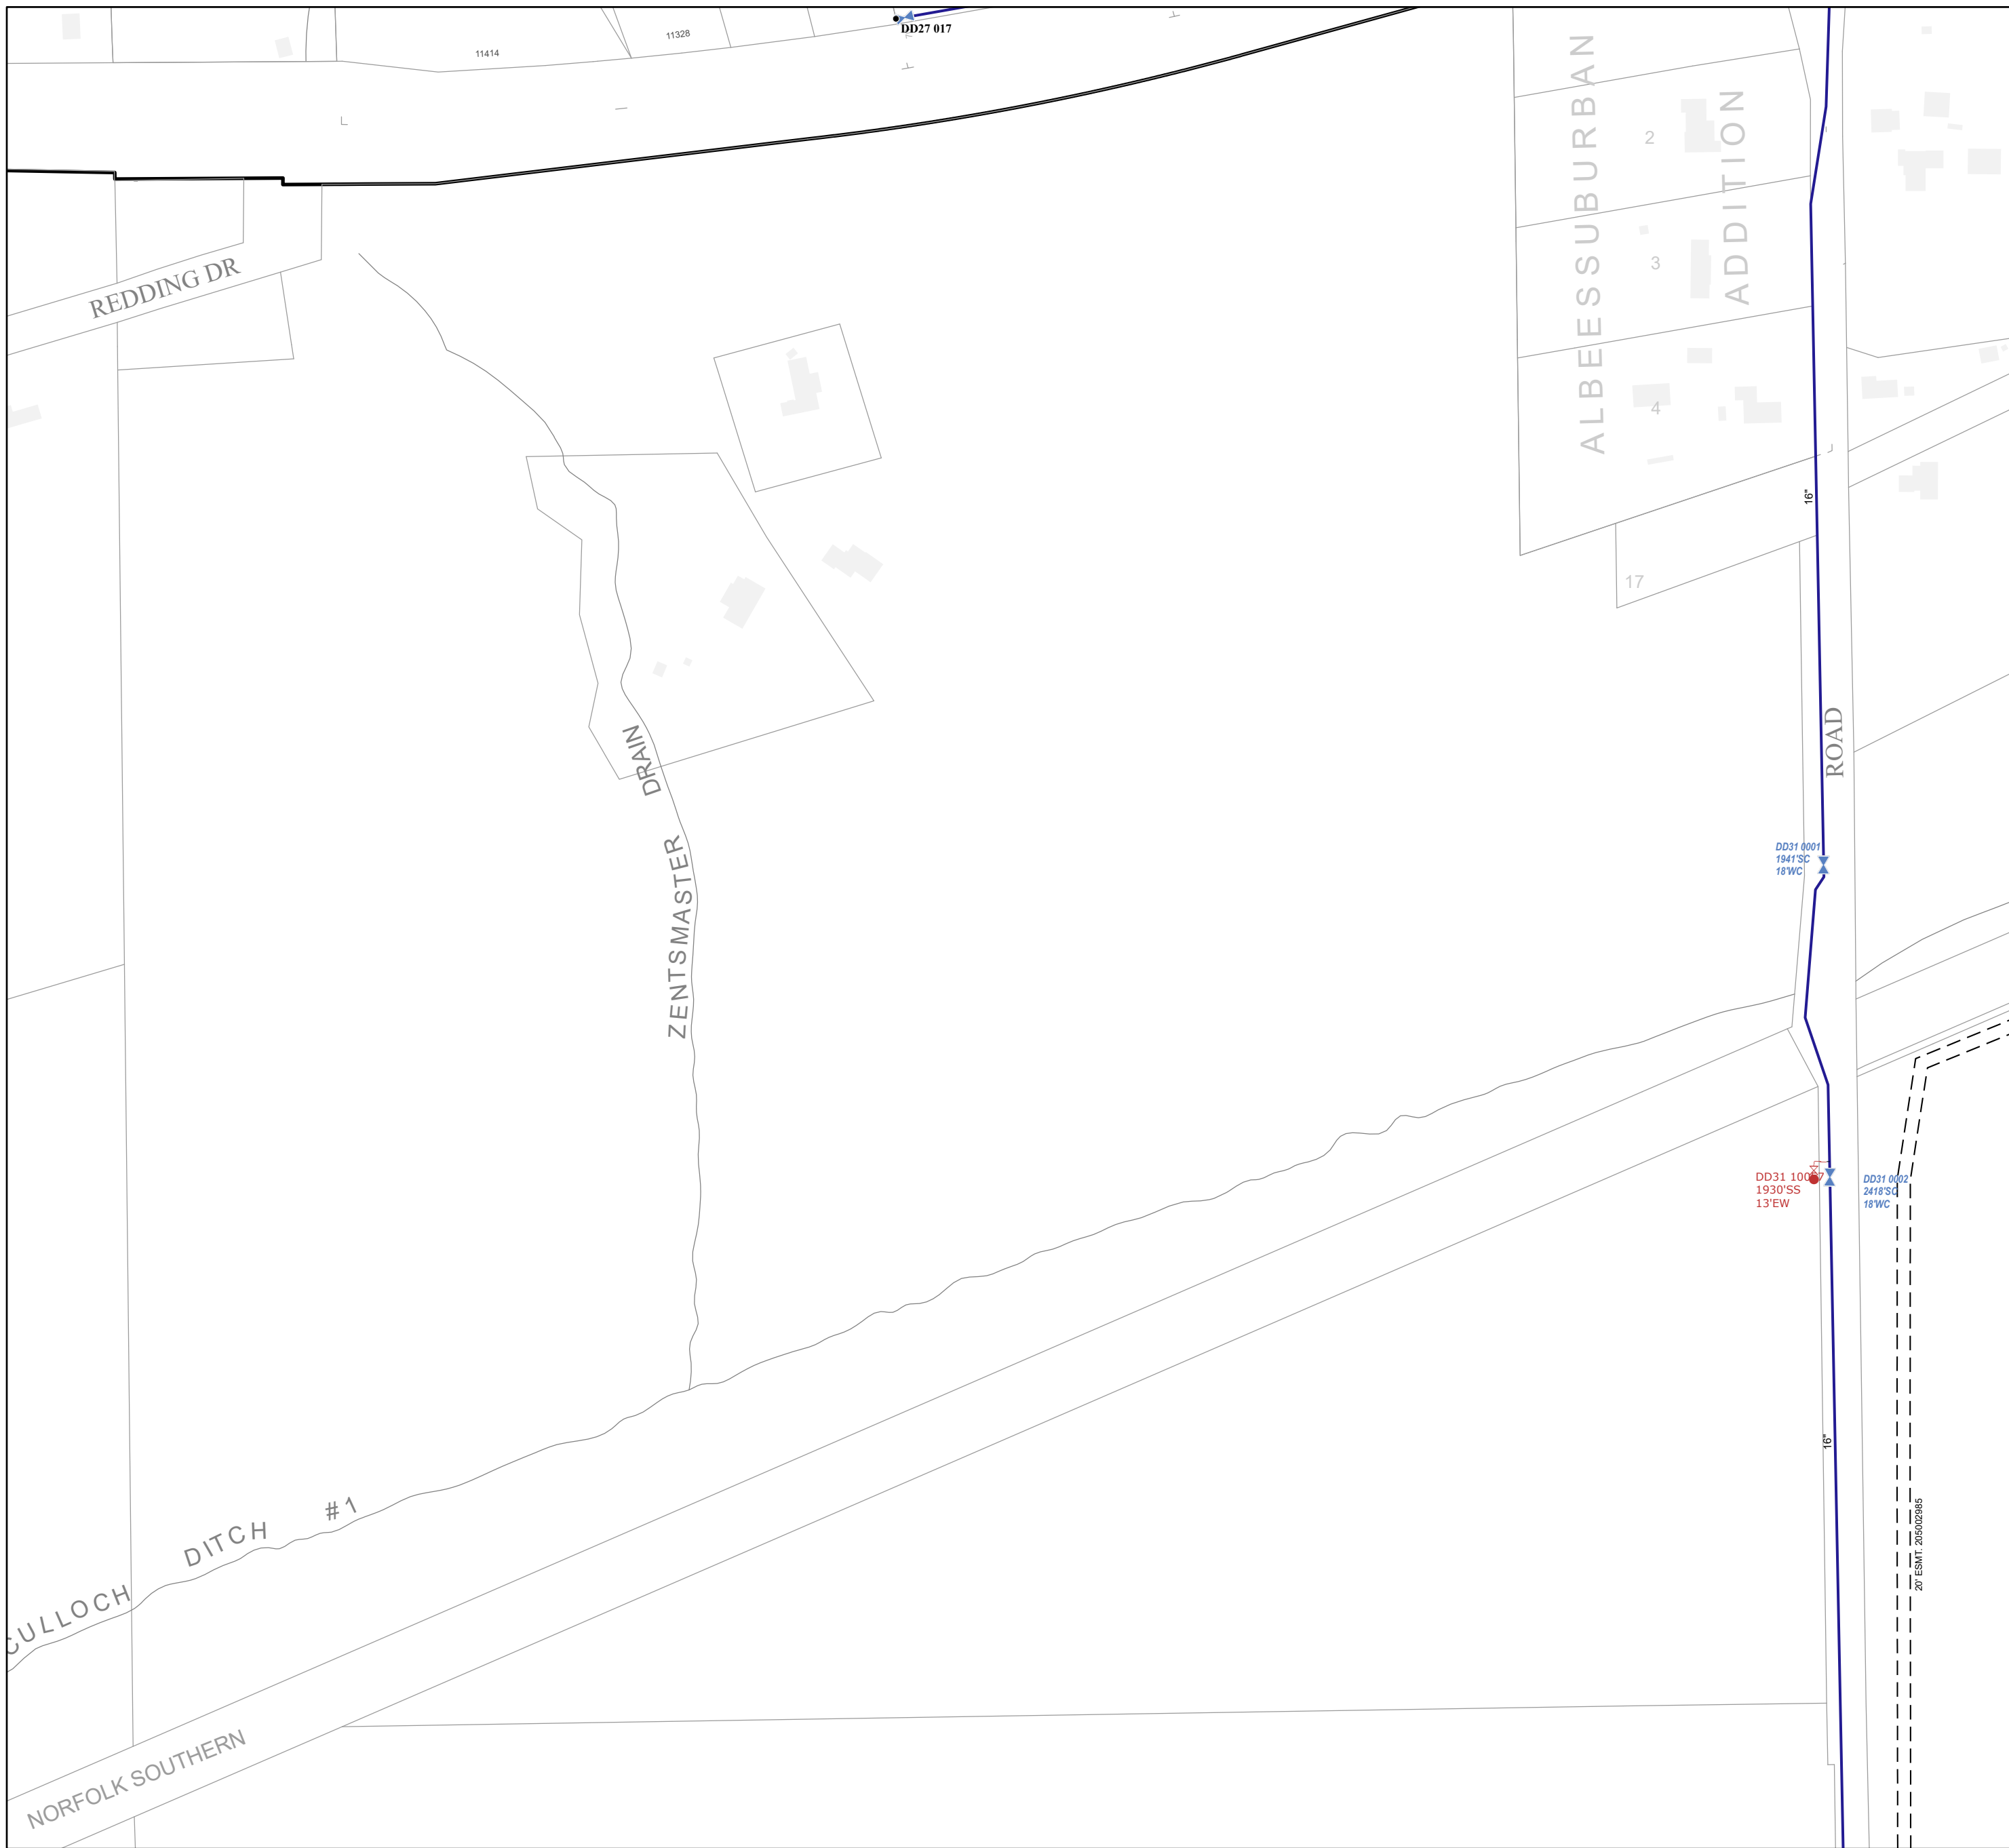 DD27 017
11328
11414
ALBEESSUBURBAN
ADDITION
2
3
4
17
REDDING DR
16"
ROAD
DRAIN
ZENTSMASTER
DD31 0001
1941'SC
18'WC
DD31 0002
2418'SC
18'WC
1930'SS
13'EW
16"
20' ESMT. 205002985
DITCH #1
CULLOCH
NORFOLK SOUTHERN